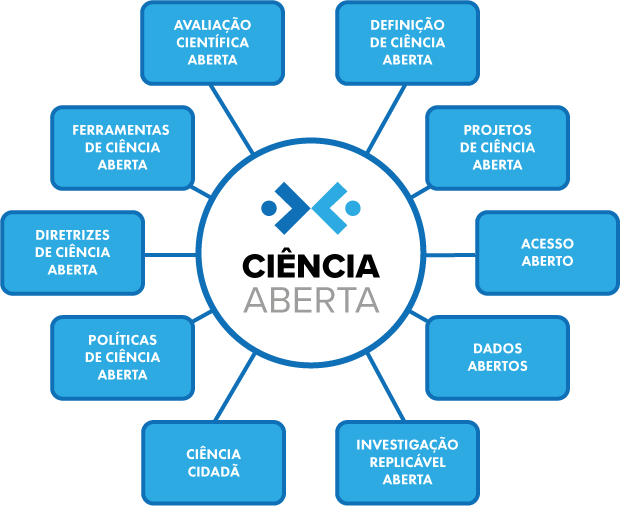 AVALIAÇÃO
CIENTÍFICA
ABERTA
DEFINIÇÃO
DE CIÊNCIA
ABERTA
FERRAMENTAS
DE CIÊNCIA
ABERTA
PROJETOS
DE CIÊNCIA
ABERTA
DIRETRIZES
DE CIÊNCIA
ABERTA
CIÊNCIA
ABERTA
ACESSO
ABERTO
POLÍTICAS
DE CIÊNCIA
ABERTA
DADOS
ABERTOS
CIÊNCIA
CIDADÃ
INVESTIGAÇÃO
REPLICÁVEL
ABERTA